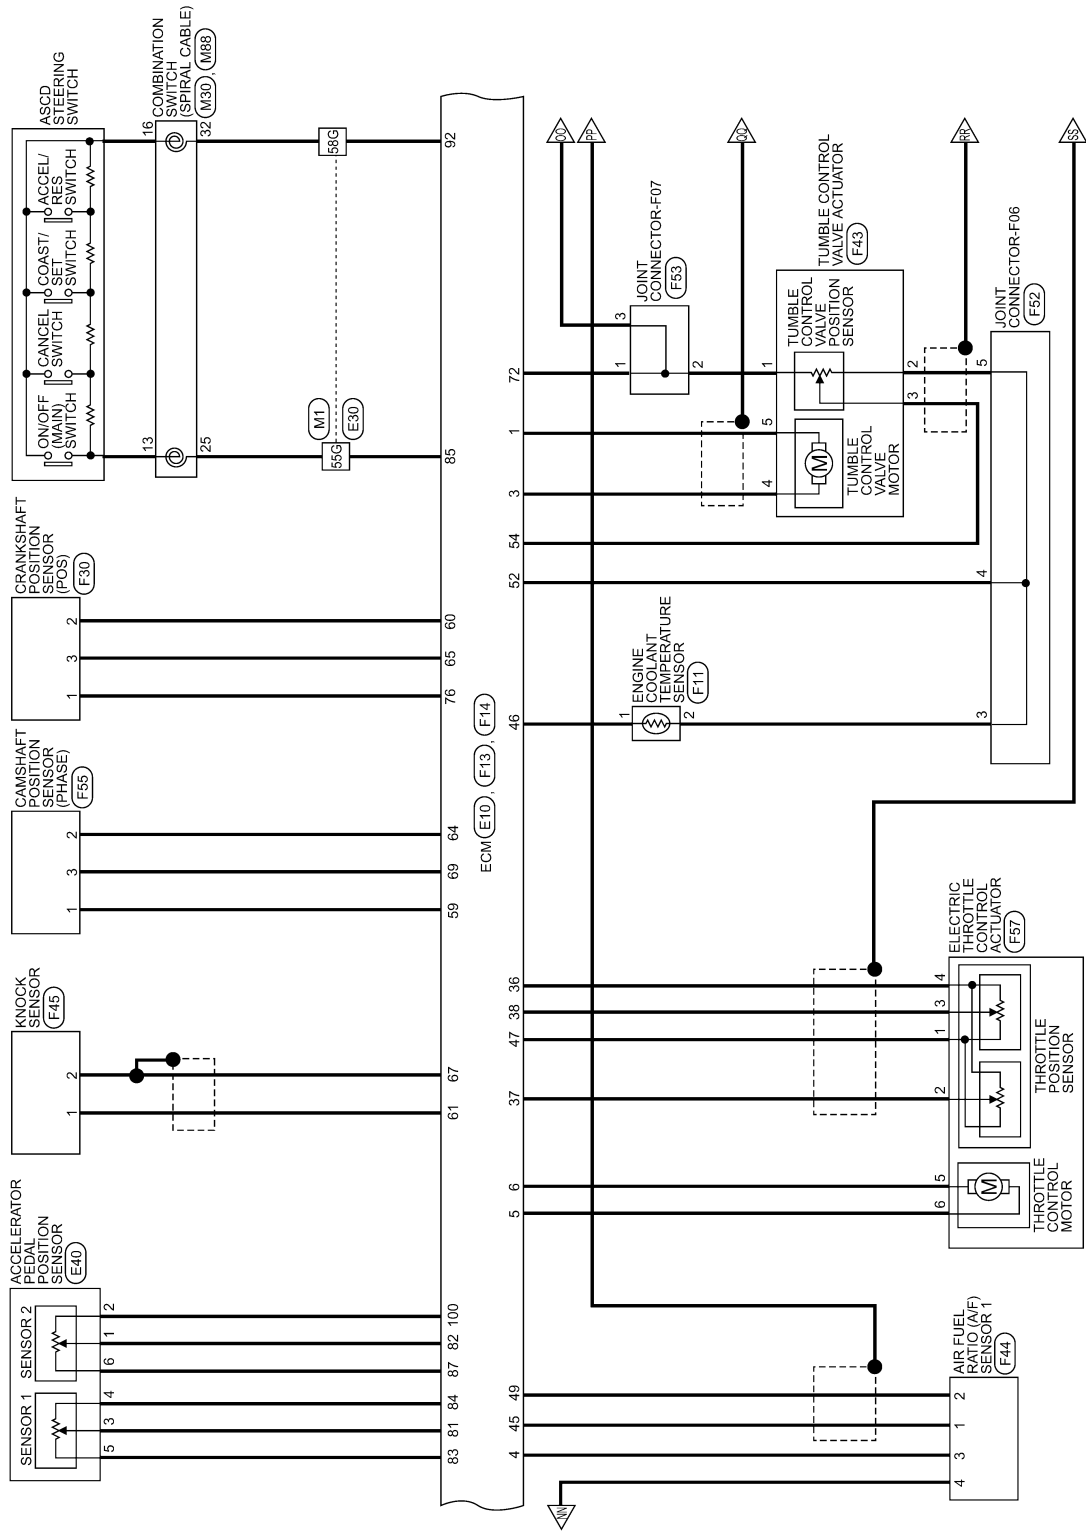 ASCD
STEERING
SWITCH
ON/OFF
(MAIN)
SWITCH
CANCEL
SWITCH
COAST/
SET
SWITCH
ACCEL/
RES
SWITCH
COMBINATION
SWITCH
(SPIRAL CABLE)
M30 , M88
13
16
25
32
55G
58G
M1
E30
85
92
CRANKSHAFT
POSITION
SENSOR
(POS)
F30
1
3
2
76
65
60
CAMSHAFT
POSITION
SENSOR
(PHASE)
F55
1
3
2
59
69
64
KNOCK
SENSOR
F45
1
2
61
67
ACCELERATOR
PEDAL
POSITION
SENSOR
E40
SENSOR 1
SENSOR 2
5
3
4
6
1
2
83
81
84
87
82
100
ECM E10 , F13 , F14
4
45
49
5
6
37
47
38
36
46
52
54
3
1
72
NN
OO
PP
QQ
RR
SS
JOINT
CONNECTOR-F07
F53
1
3
2
TUMBLE CONTROL
VALVE ACTUATOR
F43
TUMBLE
CONTROL
VALVE
POSITION
SENSOR
TUMBLE
CONTROL
VALVE
MOTOR
M
4
5
1
3
2
JOINT
CONNECTOR-F06
F52
3
4
5
ENGINE
COOLANT
TEMPERATURE
SENSOR
F11
1
2
ELECTRIC
THROTTLE
CONTROL
ACTUATOR
F57
6
5
2
1
3
4
THROTTLE
POSITION
SENSOR
M
THROTTLE
CONTROL
MOTOR
AIR FUEL
RATIO (A/F)
SENSOR 1
F44
4
3
1
2